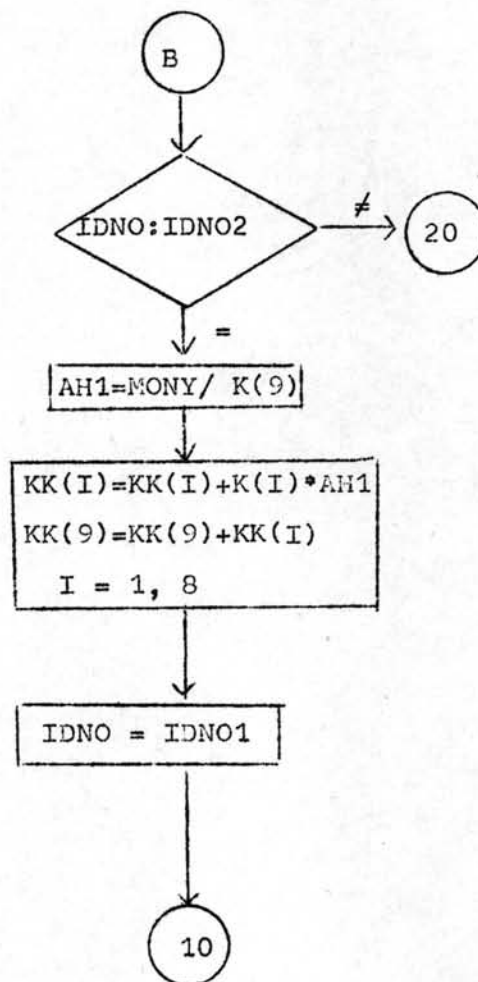 B
IDNO:IDNO2
≠
20
=
AH1=MONY/ K(9)
KK(I)=KK(I)+K(I)*AH1
KK(9)=KK(9)+KK(I)
I = 1, 8
IDNO = IDNO1
10